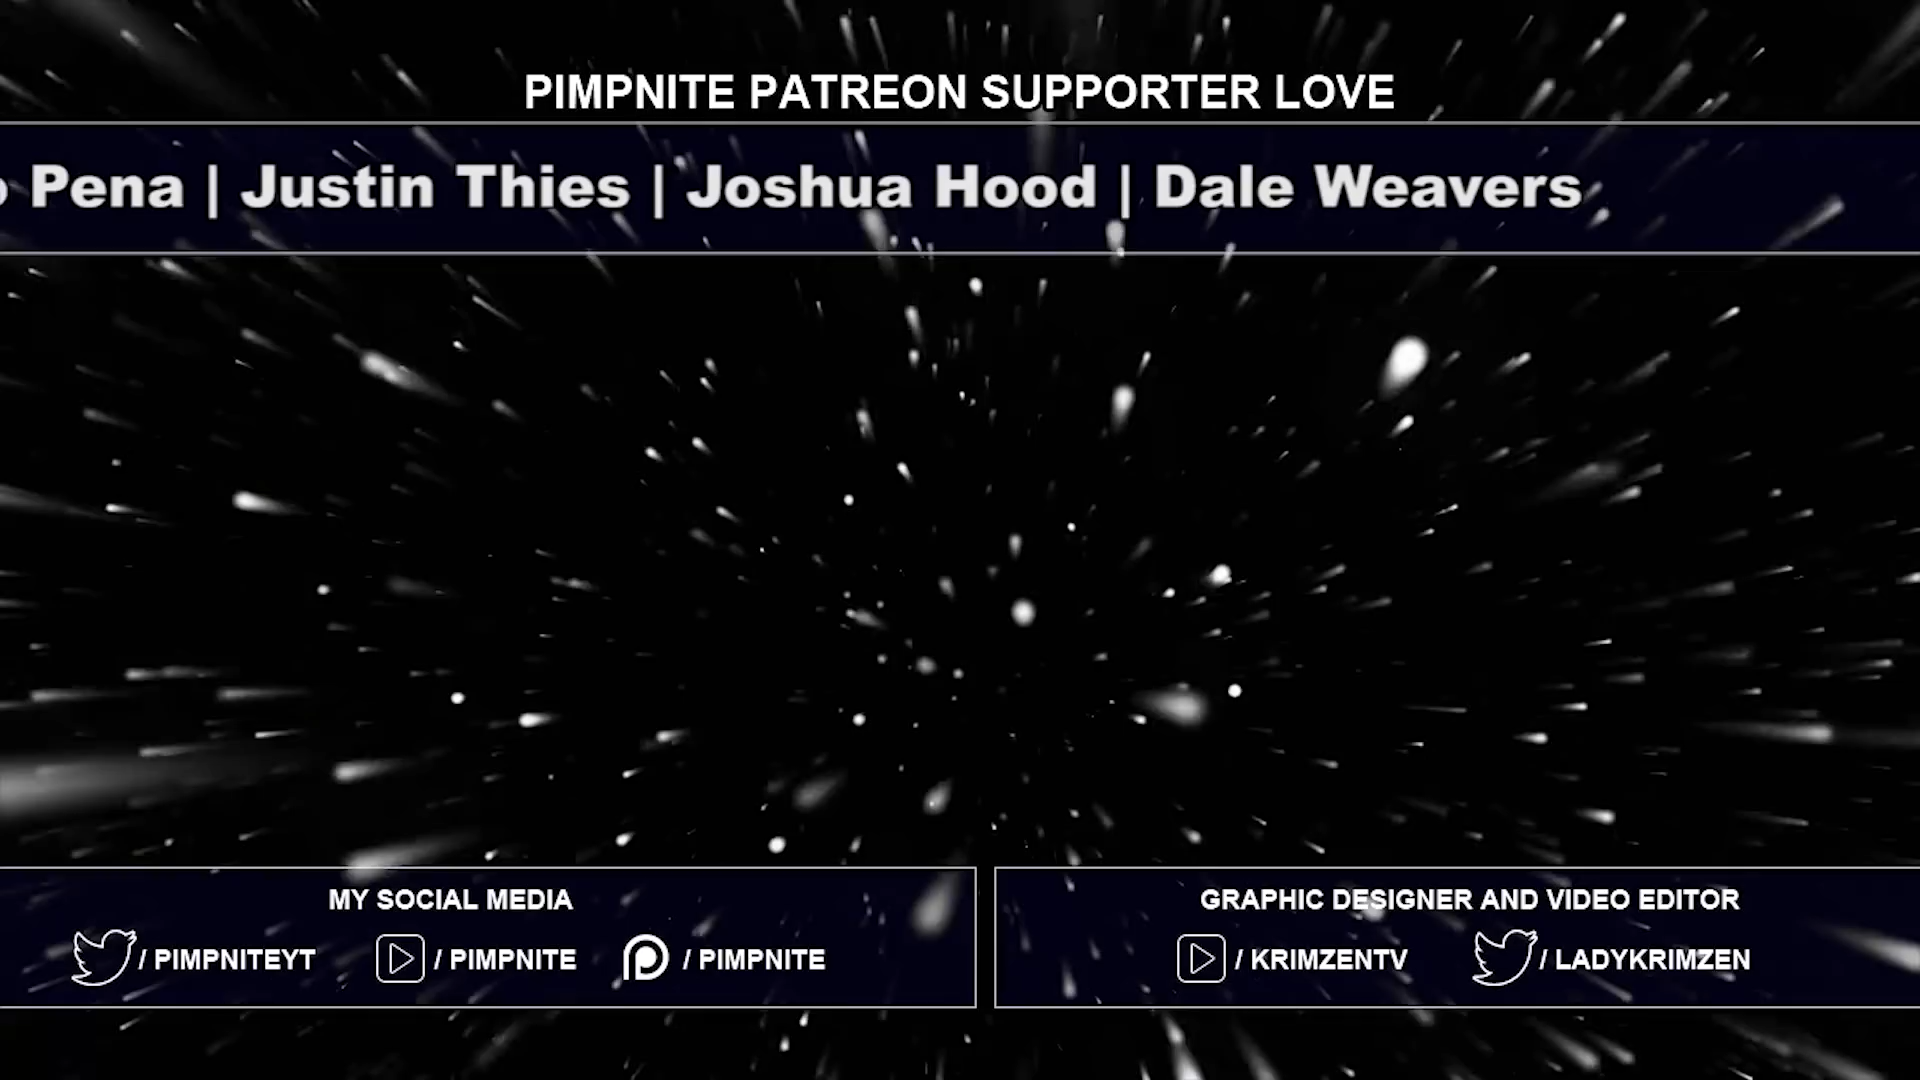 PIMPNITE PATREON SUPPORTER LOVE
Pena | Justin Thies | Joshua Hood | Dale Weavers
MY SOCIAL MEDIA
/ PIMPNITEYT / PIMPNITE / PIMPNITE
GRAPHIC DESIGNER AND VIDEO EDITOR
/ KRIMZENTV / LADYKRIMZEN